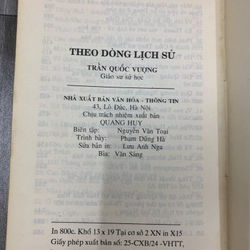 THEO DÒNG LỊCH SỬ
TRẦN QUỐC VƯỢNG
Giáo sư sử học
NHÀ XUẤT BẢN VĂN HÓA - THÔNG TIN
43, Lò Đúc, Hà Nội
Chịu trách nhiệm xuất bản
QUANG HUY
Biên tập: Nguyễn Văn Toại
Trình bày: Phạm Dũng Hà
Sửa bản in: Lưu Anh Nga
Bìa: Văn Sáng
In 800c. Khổ 13 x 19 Tại cơ sở 2 XN in X15
Giấy phép xuất bản số: 25-CXB/24 -VHTT,